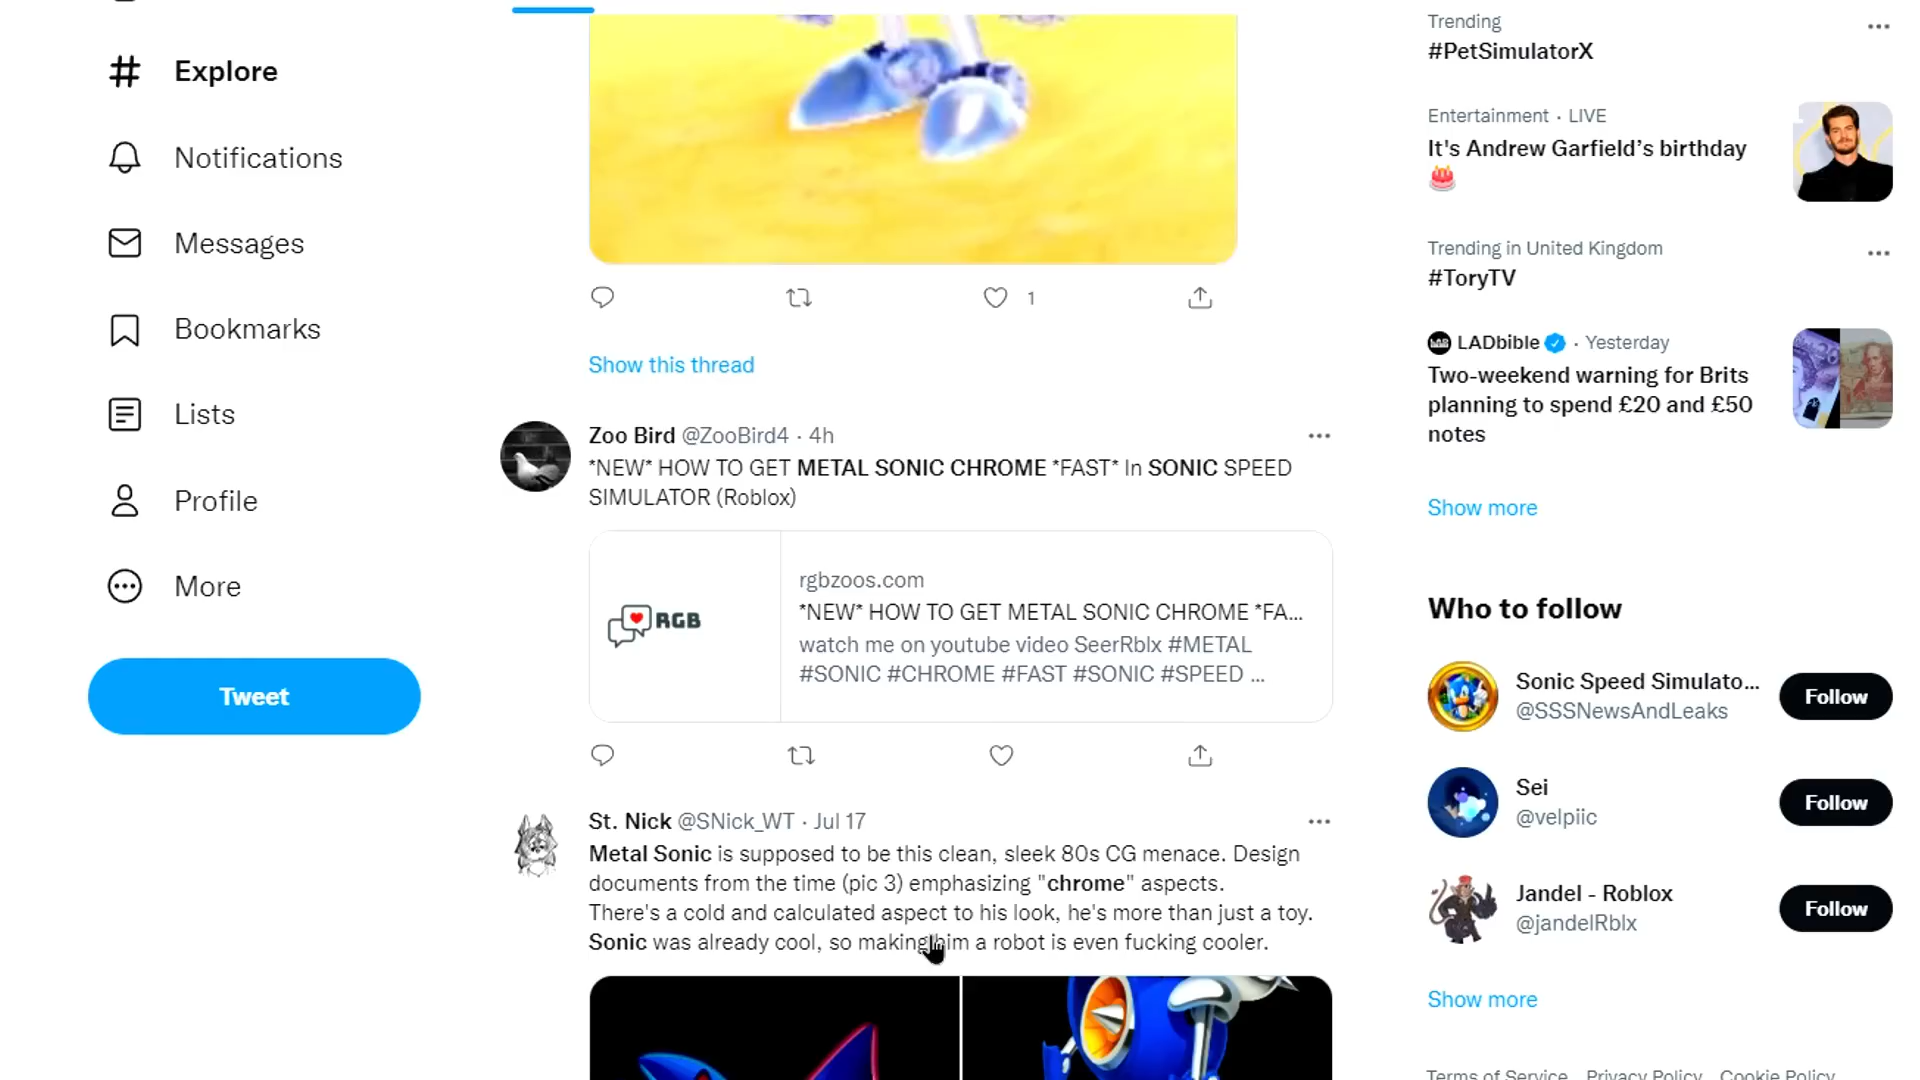 Explore
Notifications
Messages
Bookmarks
Lists
Profile
More
Tweet
1
Show this thread
Zoo Bird @ZooBird4 · 4h
*NEW* HOW TO GET METAL SONIC CHROME *FAST* In SONIC SPEED
SIMULATOR (Roblox)
RGB
rgbzoos.com
*NEW* HOW TO GET METAL SONIC CHROME *FA...
watch me on youtube video SeerRblx #METAL
#SONIC #CHROME #FAST #SONIC #SPEED ...
St. Nick @SNick_WT · Jul 17
Metal Sonic is supposed to be this clean, sleek 80s CG menace. Design
documents from the time (pic 3) emphasizing "chrome" aspects.
There's a cold and calculated aspect to his look, he's more than just a toy.
Sonic was already cool, so making him a robot is even fucking cooler.
Trending
#PetSimulatorX
Entertainment · LIVE
It's Andrew Garfield's birthday
Trending in United Kingdom
#ToryTV
LADbible · Yesterday
Two-weekend warning for Brits
planning to spend £20 and £50
notes
Show more
Who to follow
Sonic Speed Simulato...
@SSSNewsAndLeaks
Follow
Sei
@velpiic
Follow
Jandel - Roblox
@jandelRblx
Follow
Show more
Terms of Service Privacy Policy Cookie Policy